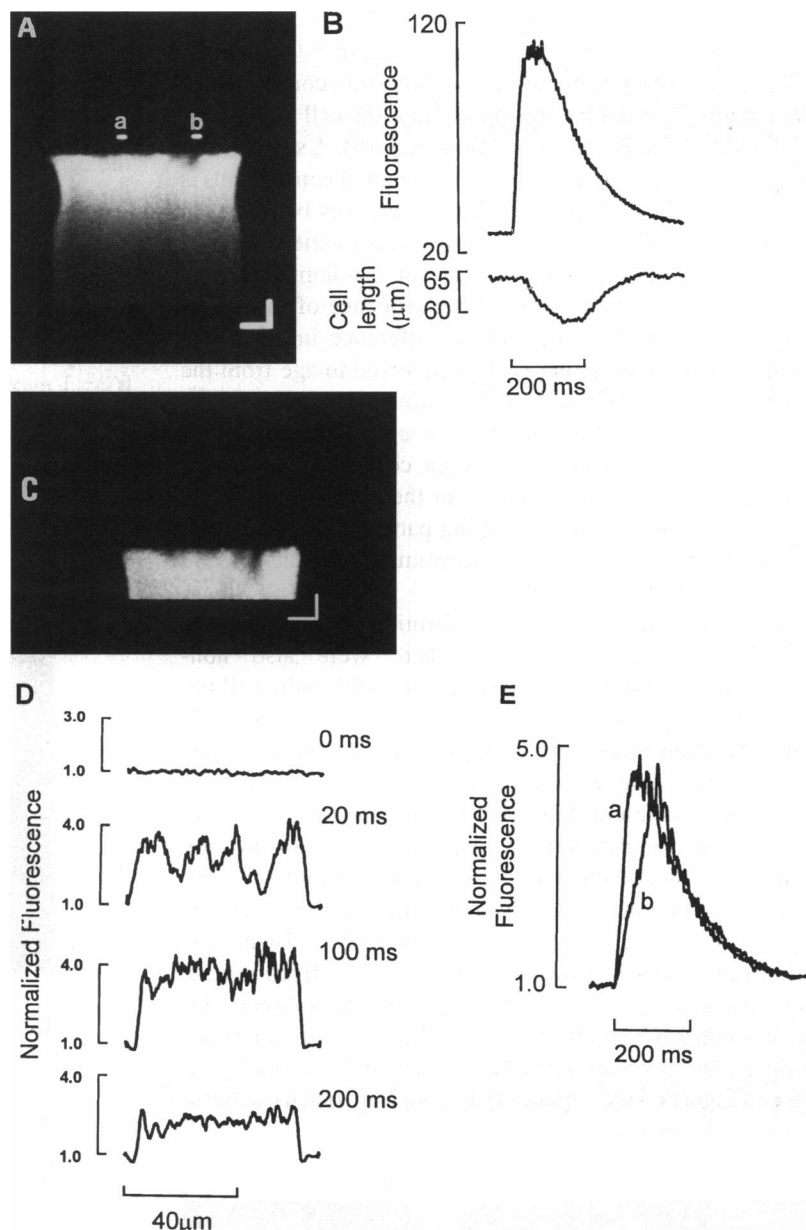 A
a
b
B
120
Fluorescence
20
65
Cell length (μm)
60
200 ms
C
D
3.0
1.0
0 ms
4.0
1.0
20 ms
Normalized Fluorescence
4.0
1.0
100 ms
4.0
1.0
200 ms
40μm
E
5.0
a
Normalized
Fluorescence
b
1.0
200 ms